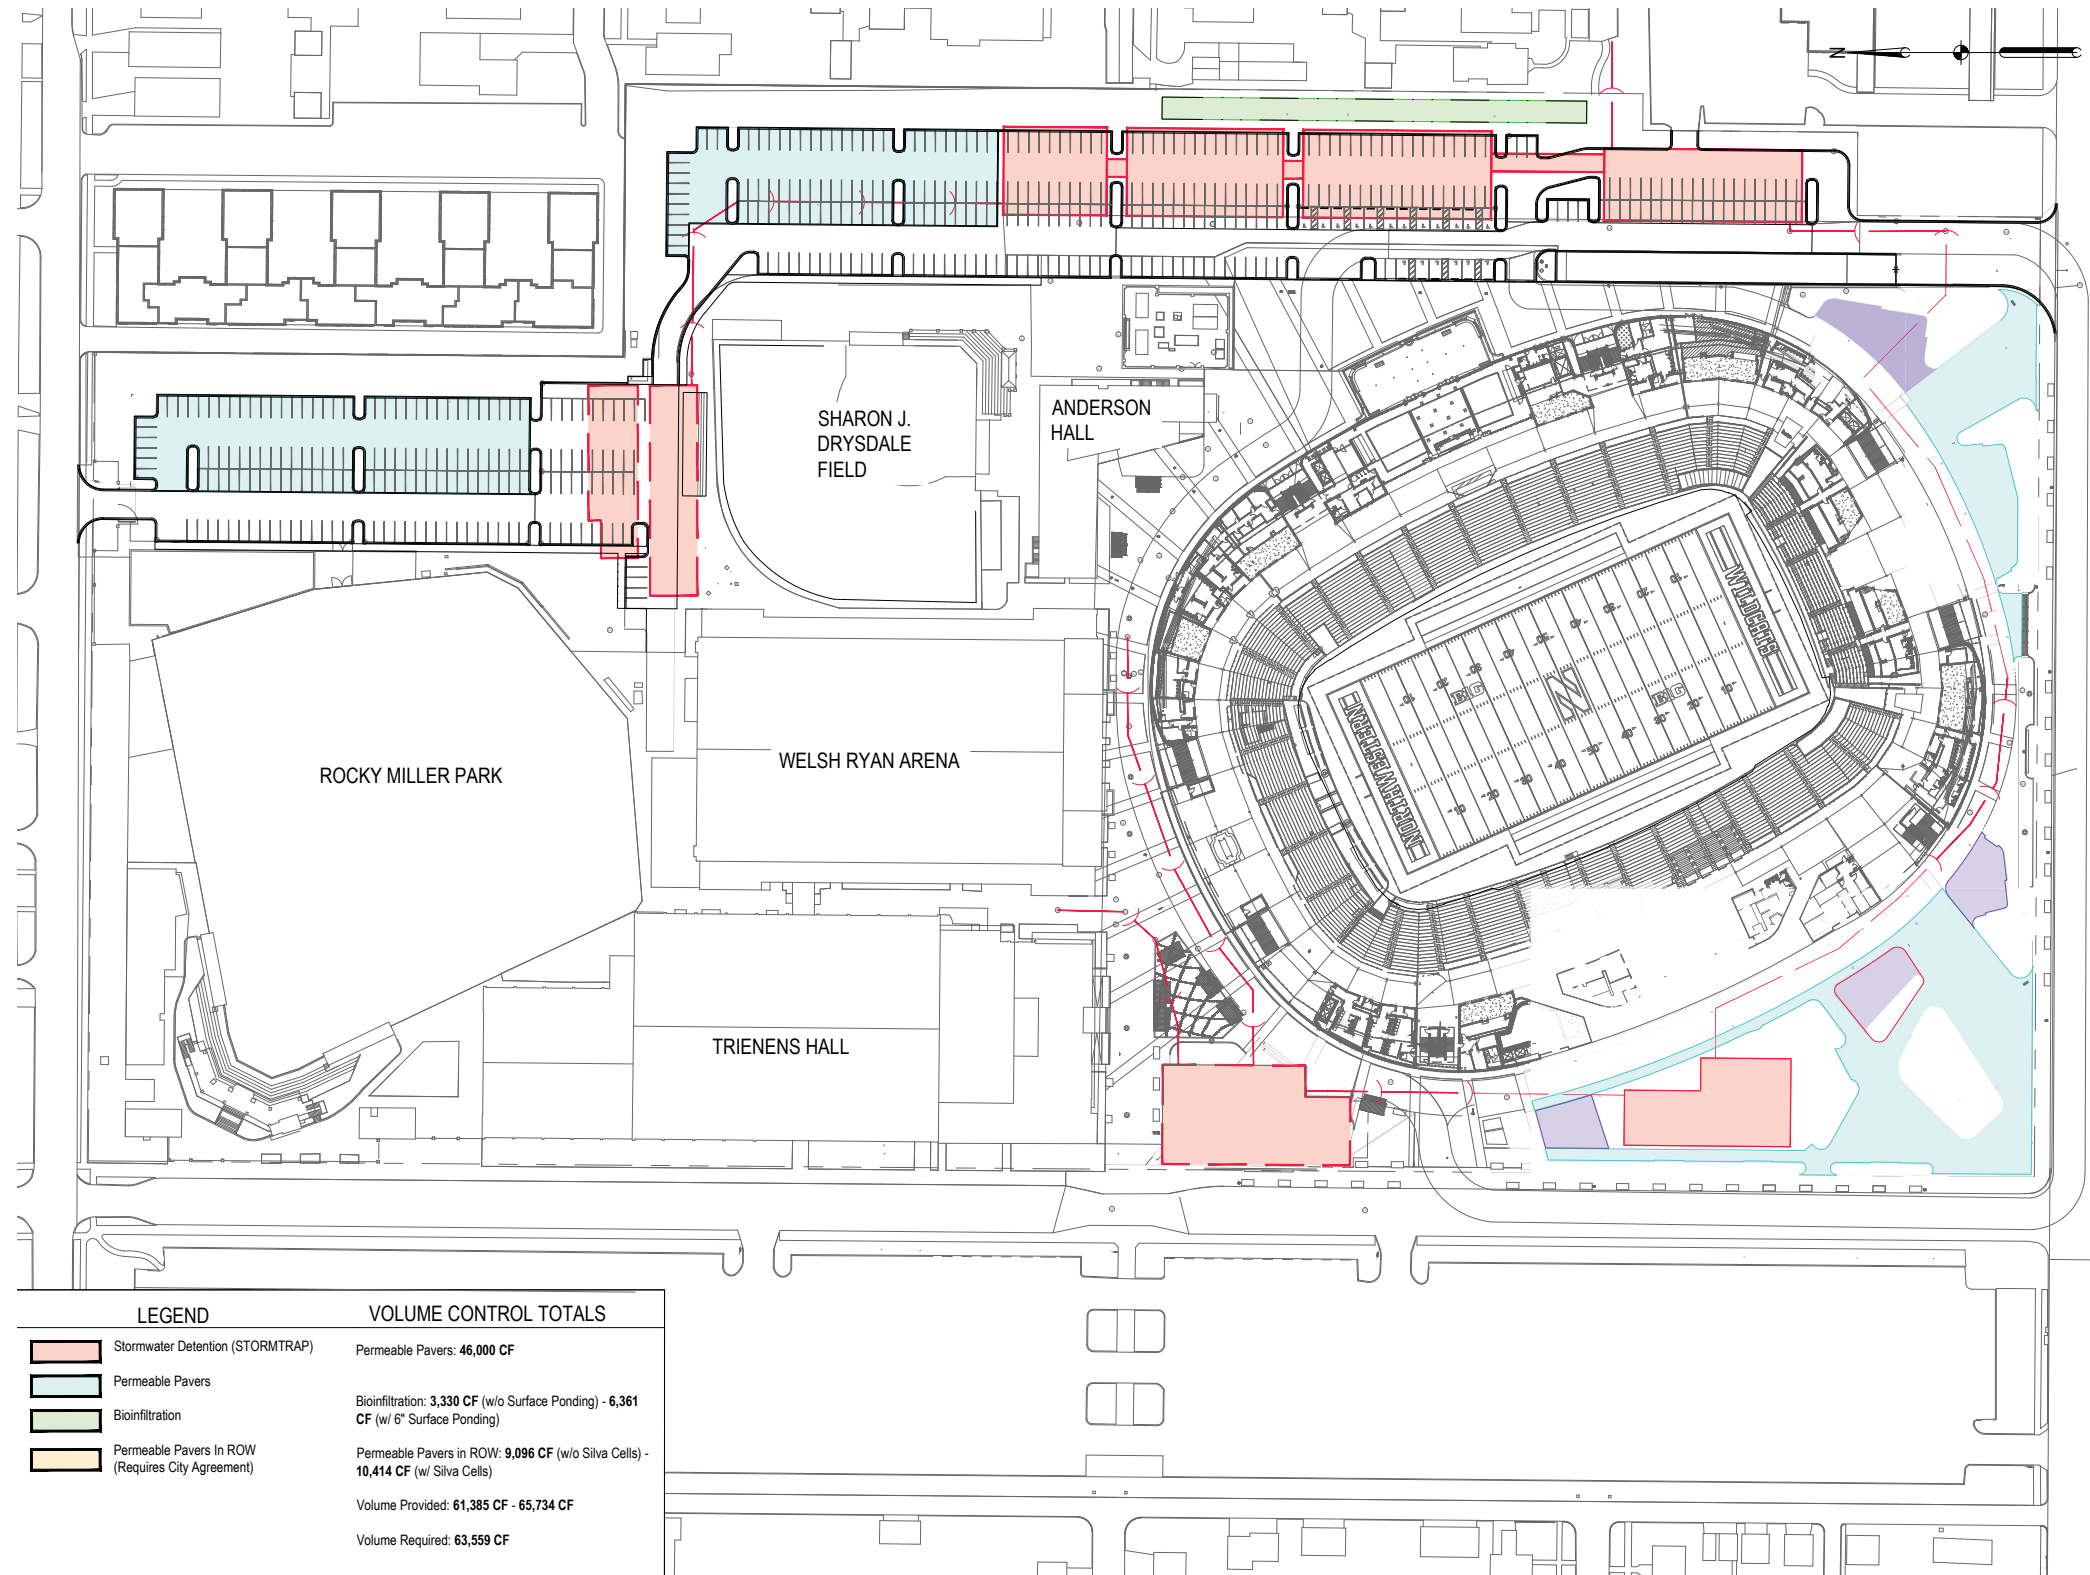 N
SHARON J.
DRYSDALE
FIELD
ANDERSON
HALL
WILDCATS
NORTHWESTERN
B1G
B1G
ROCKY MILLER PARK
WELSH RYAN ARENA
TRIENENS HALL
LEGEND
Stormwater Detention (STORMTRAP)
Permeable Pavers
Bioinfiltration
Permeable Pavers In ROW
(Requires City Agreement)
VOLUME CONTROL TOTALS
Permeable Pavers: 46,000 CF
Bioinfiltration: 3,330 CF (w/o Surface Ponding) - 6,361
CF (w/ 6" Surface Ponding)
Permeable Pavers in ROW: 9,096 CF (w/o Silva Cells) -
10,414 CF (w/ Silva Cells)
Volume Provided: 61,385 CF - 65,734 CF
Volume Required: 63,559 CF